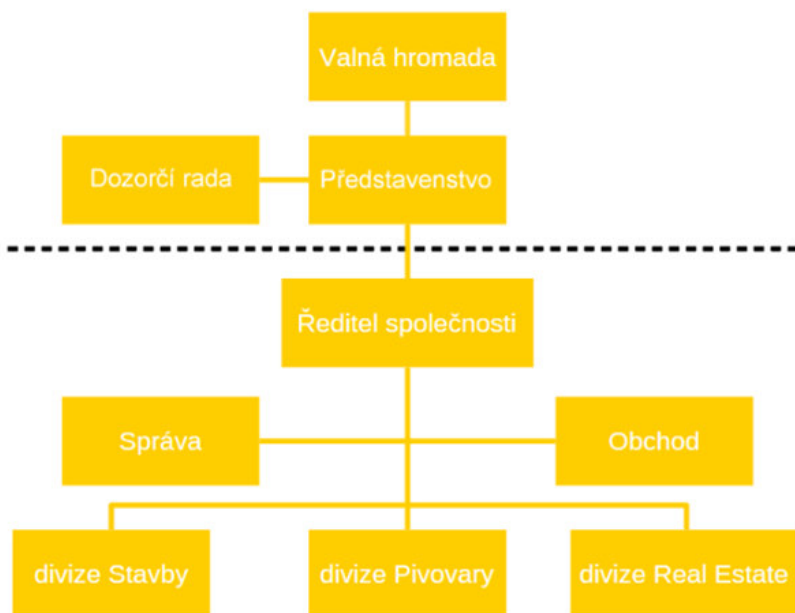 Valná hromada
Dozorčí rada
Představenstvo
Ředitel společnosti
Správa
Obchod
divize Stavby
divize Pivovary
divize Real Estate